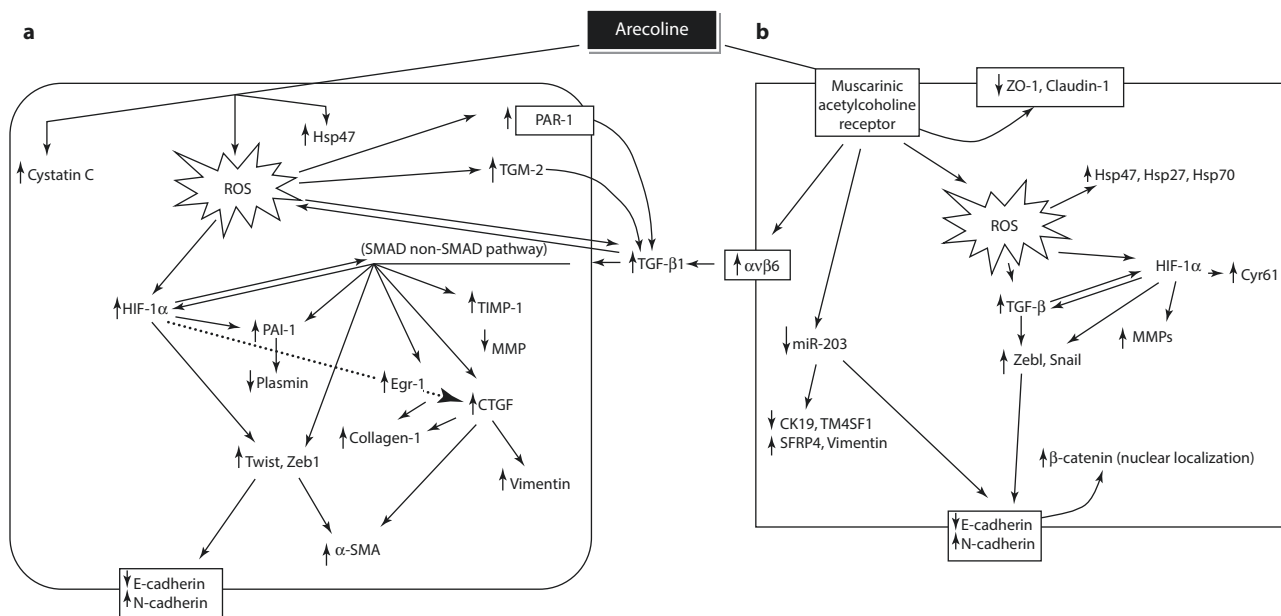 a
Arecoline
b
Cystatin C
Hsp47
ROS
PAR-1
TGM-2
(SMAD non-SMAD pathway)
TGF-β1
HIF-1α
PAI-1
Plasmin
TIMP-1
MMP
Egr-1
CTGF
Collagen-1
Twist, Zeb1
Vimentin
α-SMA
E-cadherin
N-cadherin
Muscarinic
acetylcoholine
receptor
ZO-1, Claudin-1
Hsp47, Hsp27, Hsp70
ROS
ανβ6
HIF-1α
Cyr61
TGF-β
MMPs
miR-203
Zebl, Snail
CK19, TM4SF1
SFRP4, Vimentin
β-catenin (nuclear localization)
E-cadherin
N-cadherin